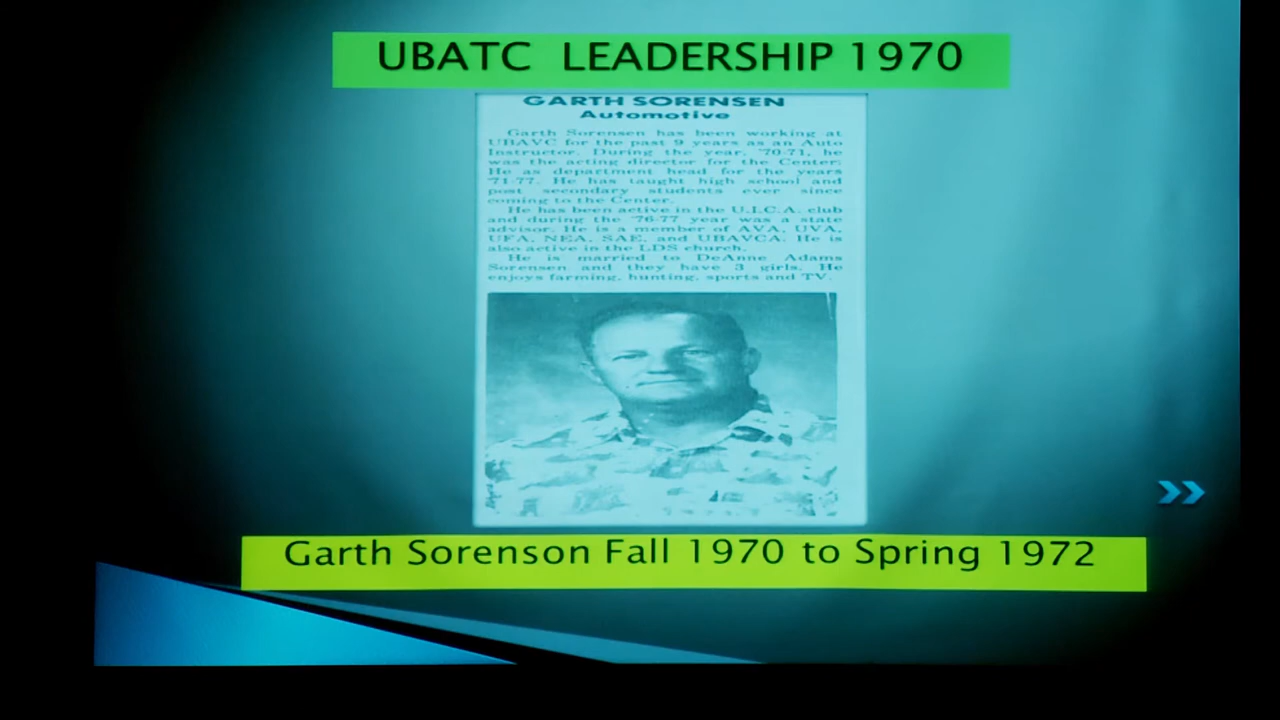 UBATC LEADERSHIP 1970
GARTH SORENSEN
Automotive
Garth Sorensen has been working at
UBAVC for the past 9 years as an Auto
Instructor. During the year, '70-71, he
was the acting director for the Center.
He as department head for the years
'71-77. He has taught high school and
post secondary students ever since
coming to the Center.
He has been active in the U.I.C.A. club
and during the '76-77 year was a state
advisor. He is a member of AVA, UVA,
UFA, NEA, SAE, and UBAVCA. He is
also active in the LDS church.
He is married to DeAnne Adams
Sorensen and they have 3 girls. He
enjoys farming, hunting, sports and TV.
Garth Sorenson Fall 1970 to Spring 1972